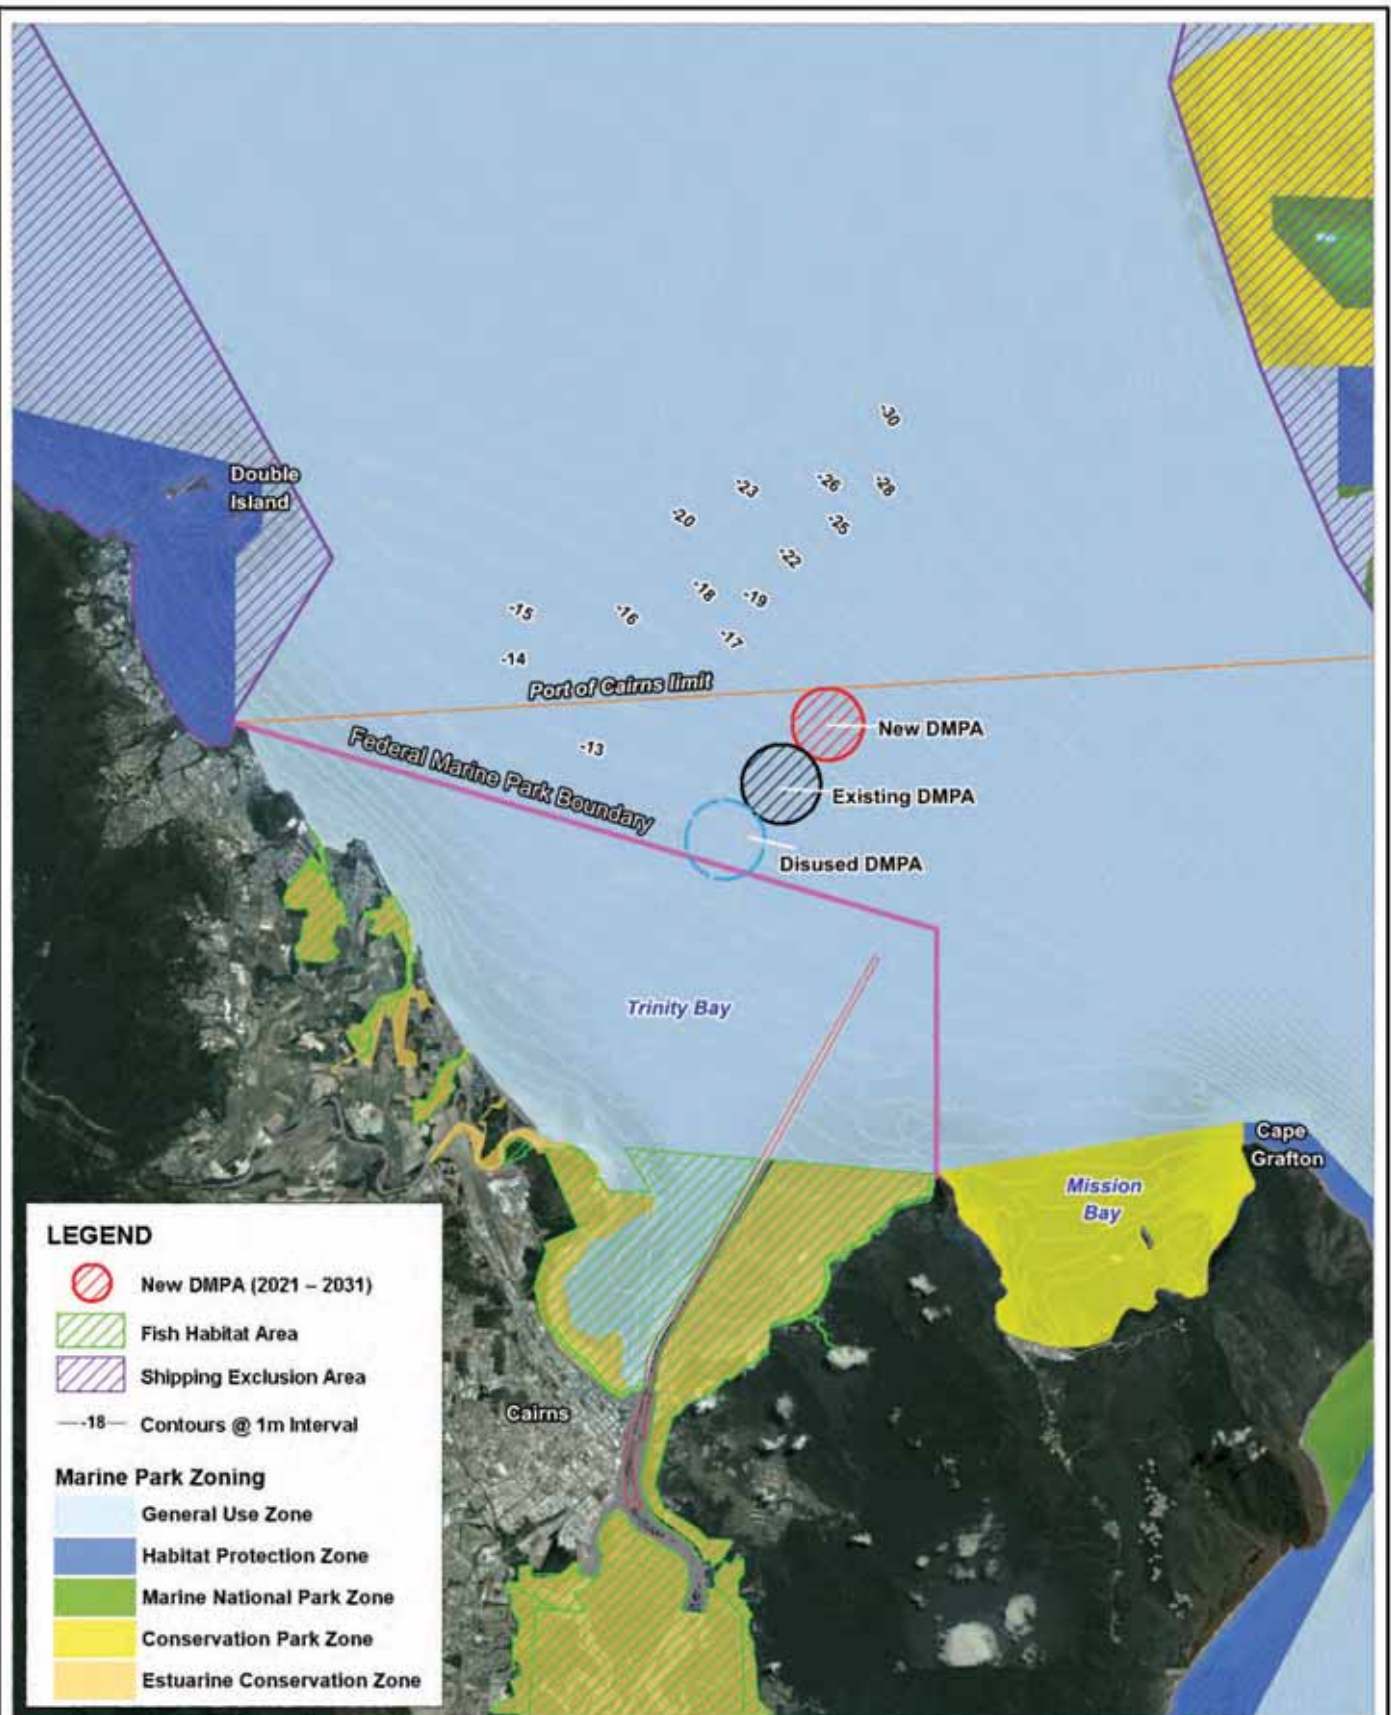 -30
Double
Island
-23
-26
-28
-20
-25
-22
-18
-19
-15
-16
-17
-14
Port of Cairns limit
New DMPA
Federal Marine Park Boundary
-13
Existing DMPA
Disused DMPA
Trinity Bay
Cape
Grafton
Mission
Bay
Cairns
LEGEND
New DMPA (2021 – 2031)
Fish Habitat Area
Shipping Exclusion Area
-18- Contours @ 1m Interval
Marine Park Zoning
General Use Zone
Habitat Protection Zone
Marine National Park Zone
Conservation Park Zone
Estuarine Conservation Zone